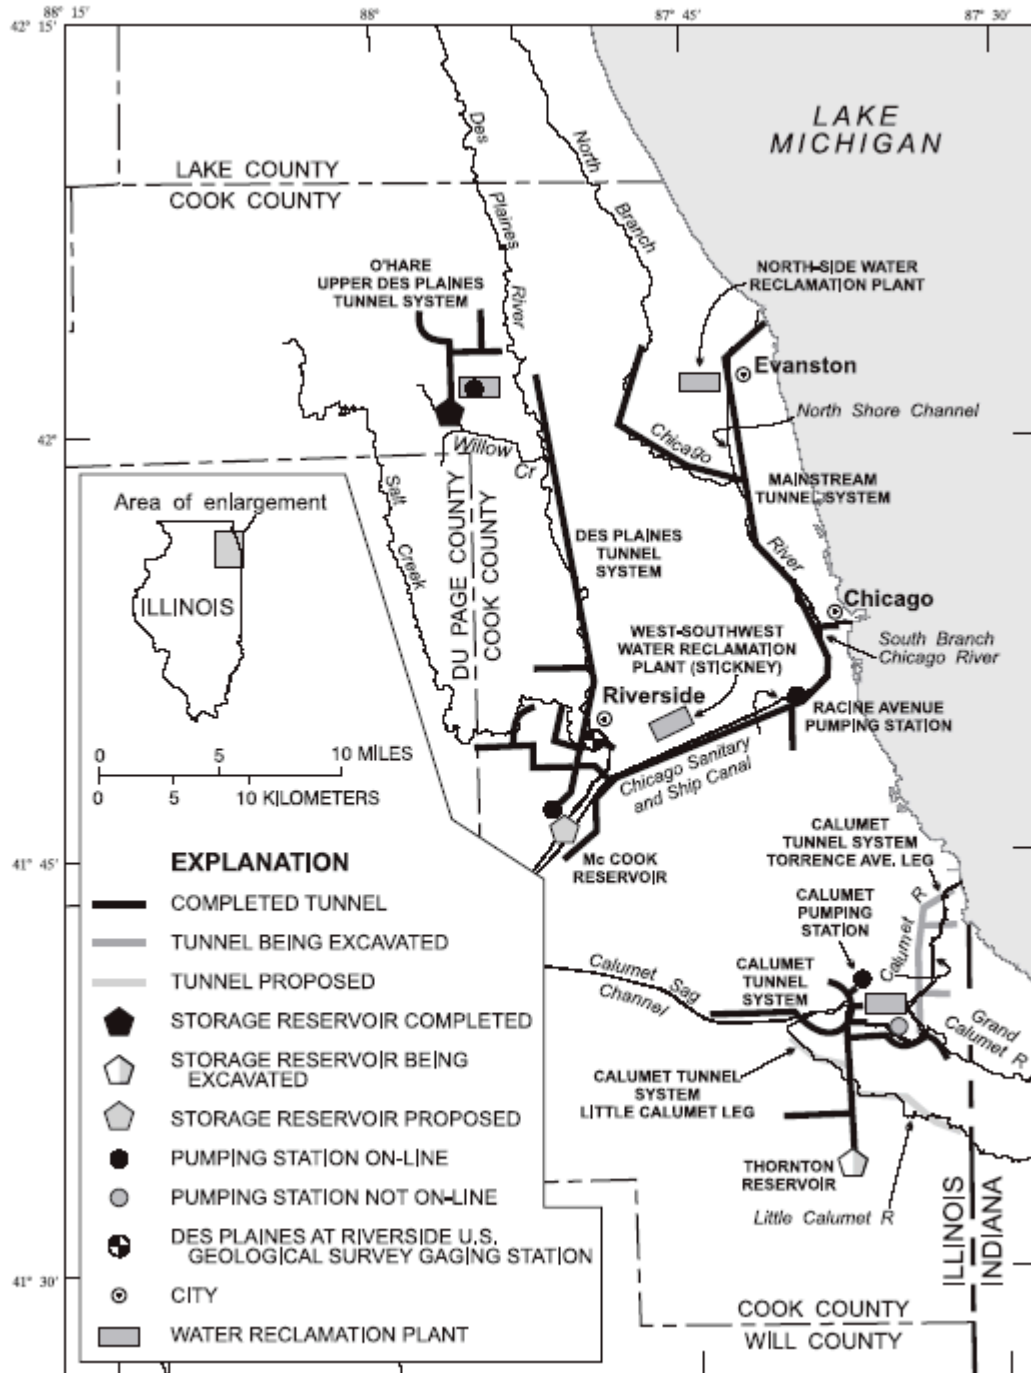 88° 15'
88°
87° 45'
87° 30'
42° 15'
LAKE
MICHIGAN
Des
Plaines
River
North
Branch
LAKE COUNTY
COOK COUNTY
O'HARE
UPPER DES PLAINES
TUNNEL SYSTEM
NORTH-SIDE WATER
RECLAMATION PLANT
Evanston
North Shore Channel
Chicago
River
42°
Willow
Cr
Salt
Creek
MAINSTREAM
TUNNEL SYSTEM
DU PAGE COUNTY
COOK COUNTY
DES PLAINES
TUNNEL
SYSTEM
Area of enlargement
ILLINOIS
Chicago
WEST-SOUTHWEST
WATER RECLAMATION
PLANT (STICKNEY)
South Branch
Chicago River
Riverside
RACINE AVENUE
PUMPING STATION
0 5 10 MILES
0 5 10 KILOMETERS
Chicago Sanitary
and Ship Canal
Mc COOK
RESERVOIR
41° 45'
CALUMET
TUNNEL SYSTEM
TORRENCE AVE. LEG
CALUMET
PUMPING
STATION
Calumet R
Calumet Sag
Channel
CALUMET
TUNNEL
SYSTEM
Grand
Calumet R
CALUMET TUNNEL
SYSTEM
LITTLE CALUMET LEG
THORNTON
RESERVOIR
Little Calumet R
ILLINOIS
INDIANA
COOK COUNTY
WILL COUNTY
41° 30'
EXPLANATION
COMPLETED TUNNEL
TUNNEL BEING EXCAVATED
TUNNEL PROPOSED
STORAGE RESERVOIR COMPLETED
STORAGE RESERVOIR BEING
EXCAVATED
STORAGE RESERVOIR PROPOSED
PUMPING STATION ON-LINE
PUMPING STATION NOT ON-LINE
DES PLAINES AT RIVERSIDE U.S.
GEOLOGICAL SURVEY GAGING STATION
CITY
WATER RECLAMATION PLANT